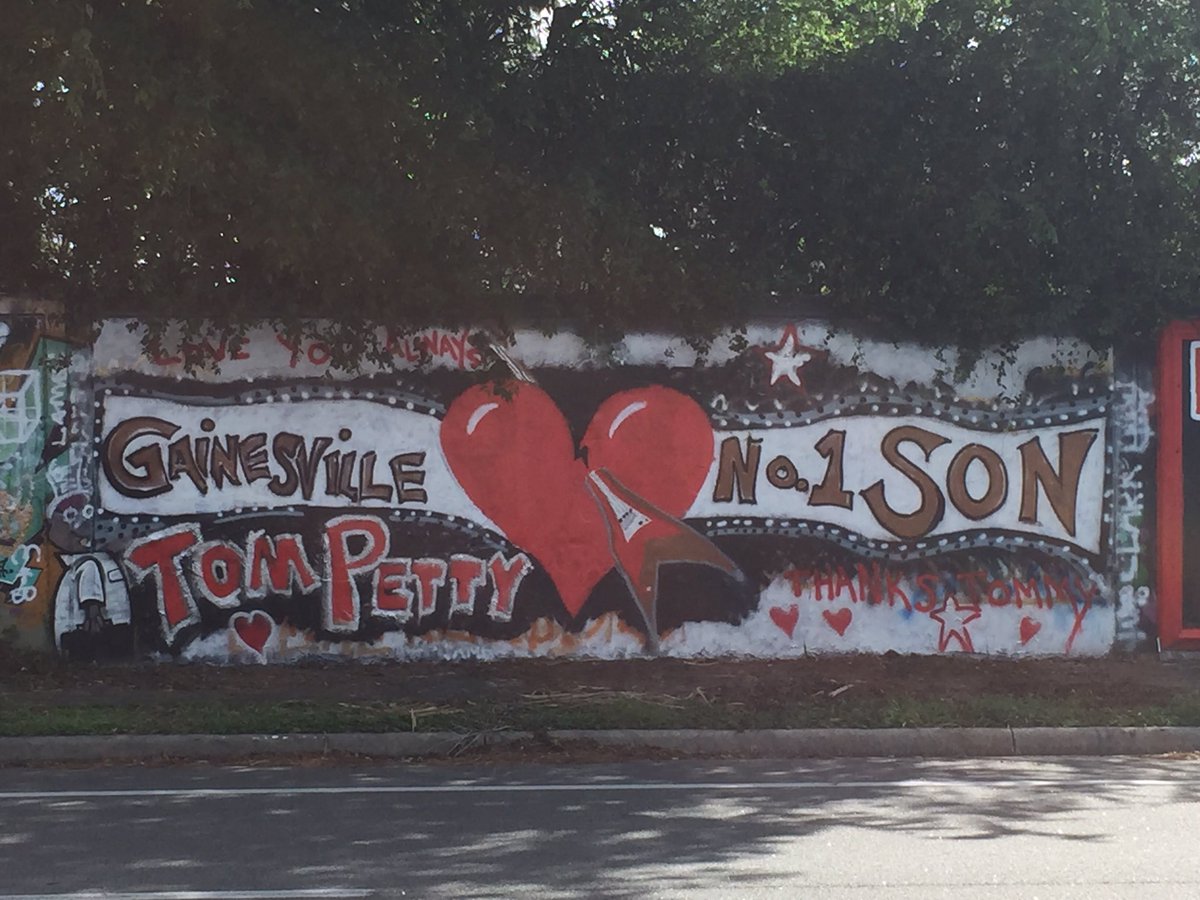 LOVE YOU ALWAYS
GAiNESViLLE
No.1 SON
TOM PETTY
THANKS TOMMY